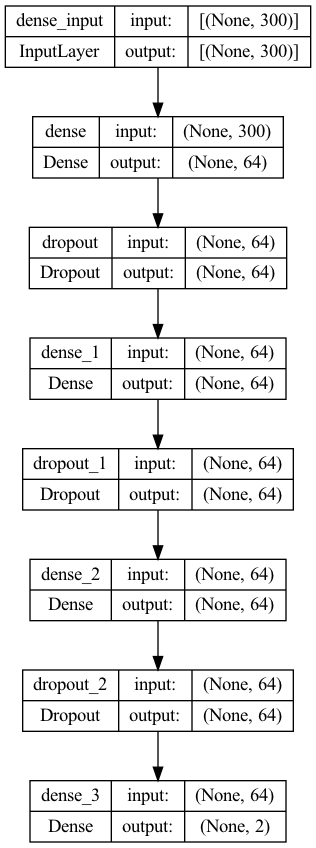 dense_input input: [(None, 300)]
InputLayer output: [(None, 300)]
dense input: (None, 300)
Dense output: (None, 64)
dropout input: (None, 64)
Dropout output: (None, 64)
dense_1 input: (None, 64)
Dense output: (None, 64)
dropout_1 input: (None, 64)
Dropout output: (None, 64)
dense_2 input: (None, 64)
Dense output: (None, 64)
dropout_2 input: (None, 64)
Dropout output: (None, 64)
dense_3 input: (None, 64)
Dense output: (None, 2)